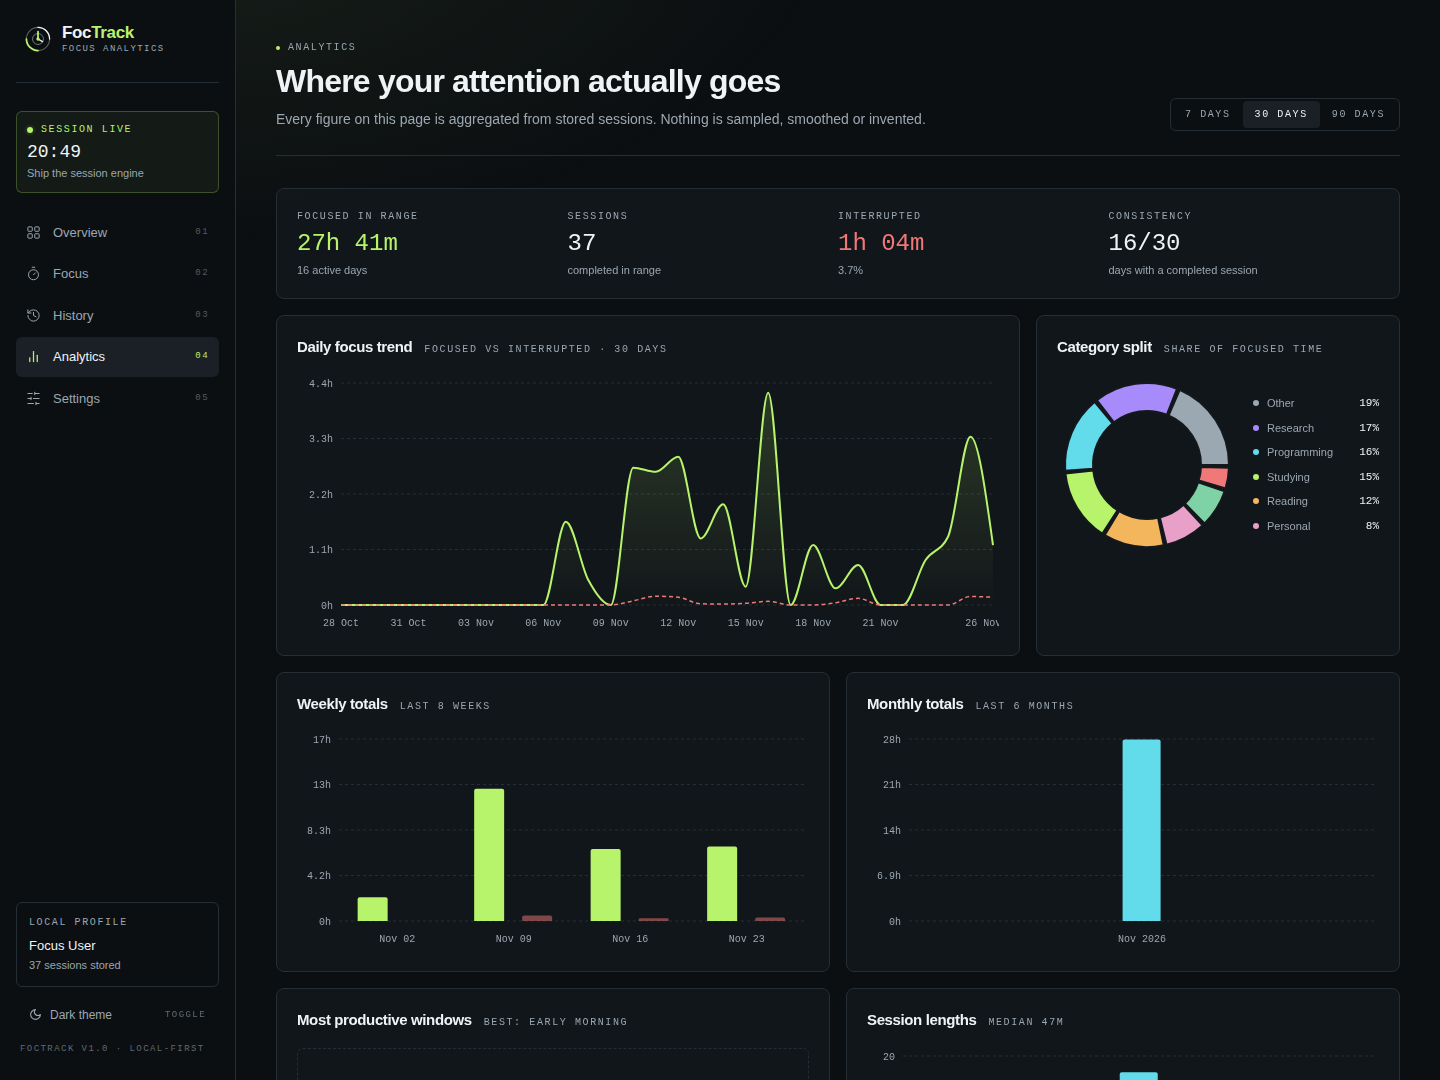 FocTrack
FOCUS ANALYTICS
SESSION LIVE
20:49
Ship the session engine
Overview 01
Focus 02
History 03
Analytics 04
Settings 05
LOCAL PROFILE
Focus User
37 sessions stored
Dark theme TOGGLE
FOCTRACK V1.0 · LOCAL-FIRST
ANALYTICS
Where your attention actually goes
Every figure on this page is aggregated from stored sessions. Nothing is sampled, smoothed or invented.
7 DAYS 30 DAYS 90 DAYS
FOCUSED IN RANGE
27h 41m
16 active days
SESSIONS
37
completed in range
INTERRUPTED
1h 04m
3.7%
CONSISTENCY
16/30
days with a completed session
Daily focus trend FOCUSED VS INTERRUPTED · 30 DAYS
4.4h
3.3h
2.2h
1.1h
0h
28 Oct 31 Oct 03 Nov 06 Nov 09 Nov 12 Nov 15 Nov 18 Nov 21 Nov 26 Nov
Category split SHARE OF FOCUSED TIME
Other 19%
Research 17%
Programming 16%
Studying 15%
Reading 12%
Personal 8%
Weekly totals LAST 8 WEEKS
17h
13h
8.3h
4.2h
0h
Nov 02 Nov 09 Nov 16 Nov 23
Monthly totals LAST 6 MONTHS
28h
21h
14h
6.9h
0h
Nov 2026
Most productive windows BEST: EARLY MORNING
Session lengths MEDIAN 47M
20